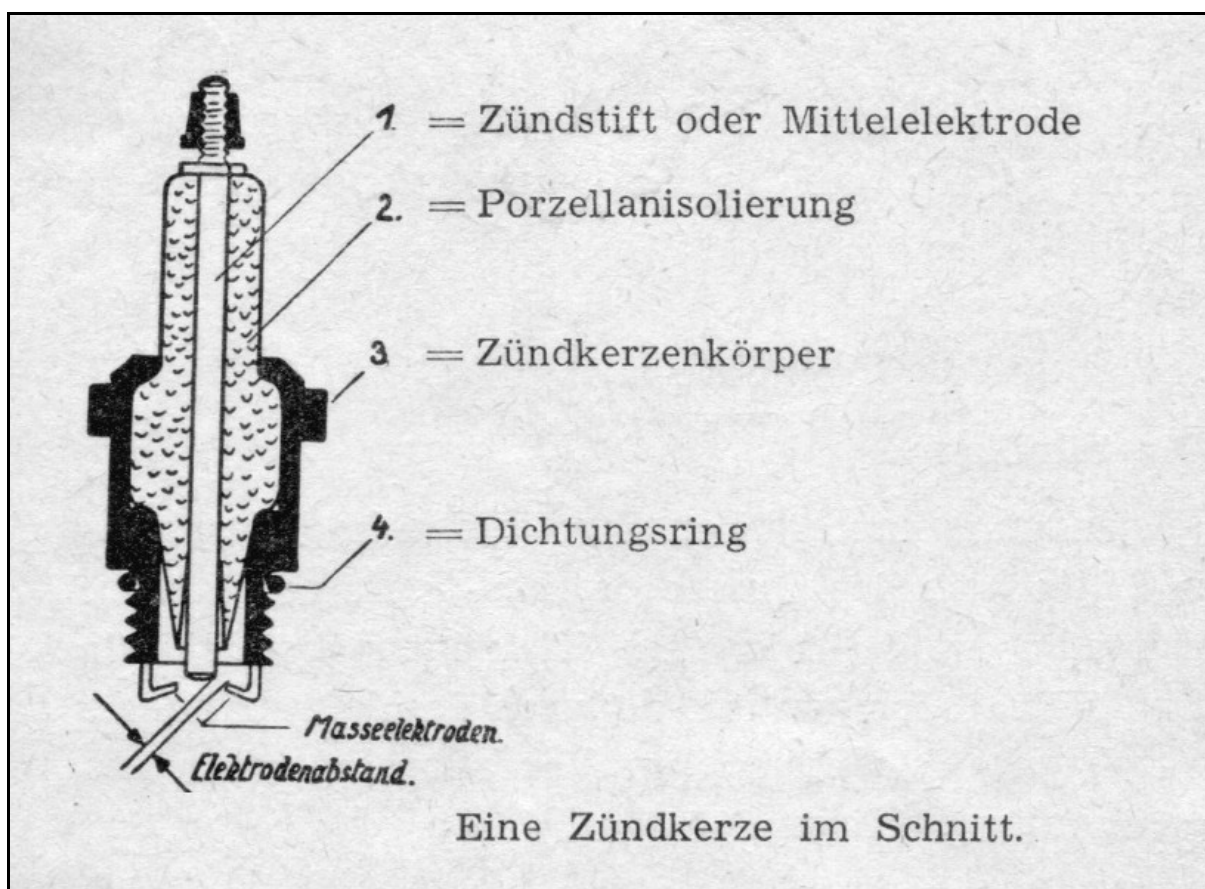 1. = Zündstift oder Mittelelektrode
2. = Porzellanisolierung
3. = Zündkerzenkörper
4. = Dichtungsring
Masseelektroden.
Elektrodenabstand.
Eine Zündkerze im Schnitt.